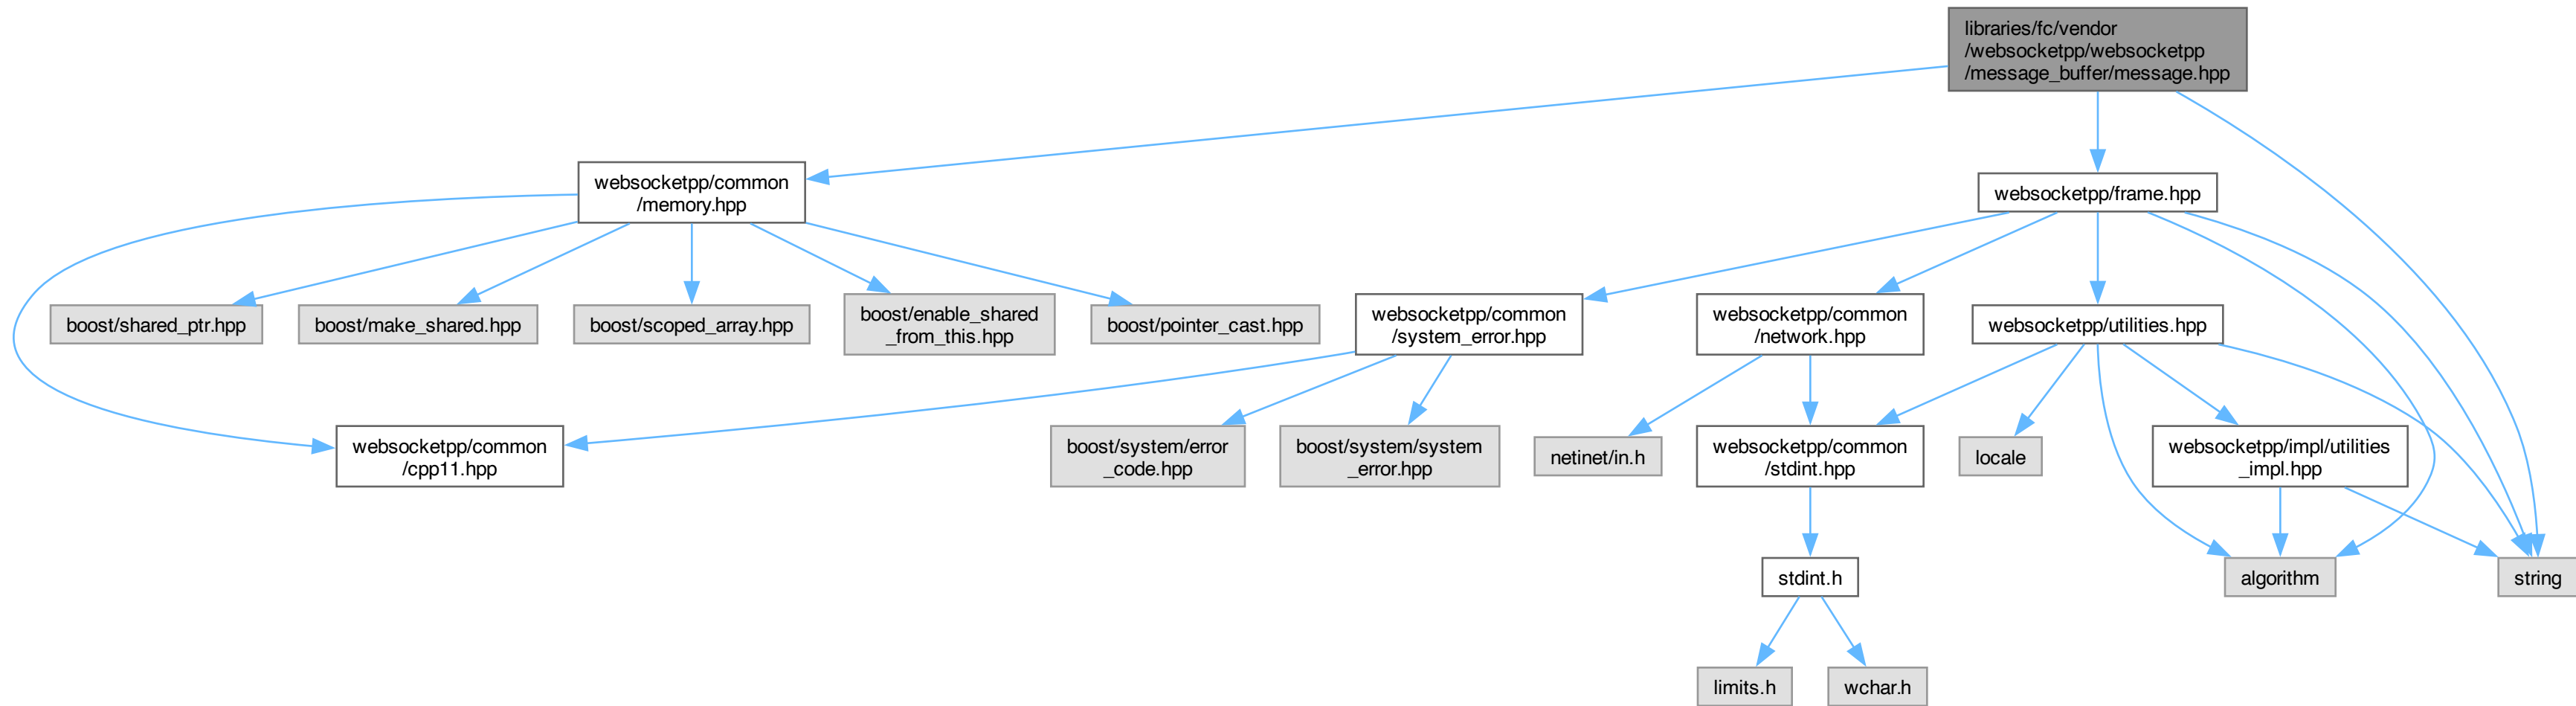 libraries/fc/vendor
/websocketpp/websocketpp
/message_buffer/message.hpp
websocketpp/common
/memory.hpp
websocketpp/frame.hpp
boost/shared_ptr.hpp
boost/make_shared.hpp
boost/scoped_array.hpp
boost/enable_shared
_from_this.hpp
boost/pointer_cast.hpp
websocketpp/common
/system_error.hpp
websocketpp/common
/network.hpp
websocketpp/utilities.hpp
websocketpp/common
/cpp11.hpp
boost/system/error
_code.hpp
boost/system/system
_error.hpp
netinet/in.h
websocketpp/common
/stdint.hpp
locale
websocketpp/impl/utilities
_impl.hpp
stdint.h
algorithm
string
limits.h
wchar.h